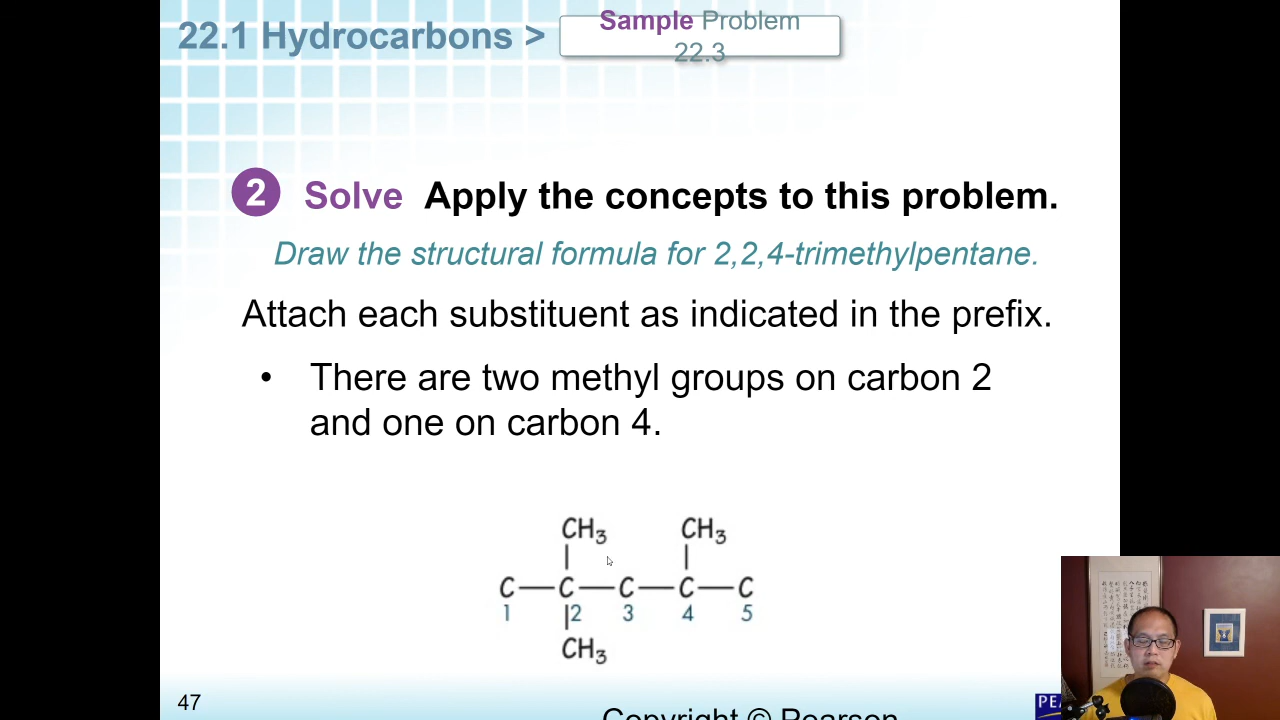 22.1 Hydrocarbons >
Sample Problem
22.3
2 Solve Apply the concepts to this problem.
Draw the structural formula for 2,2,4-trimethylpentane.
Attach each substituent as indicated in the prefix.
• There are two methyl groups on carbon 2
and one on carbon 4.
CH₃ CH₃
C—C—C—C—C
1 2 3 4 5
CH₃
47
Copyright © Pearson
PE